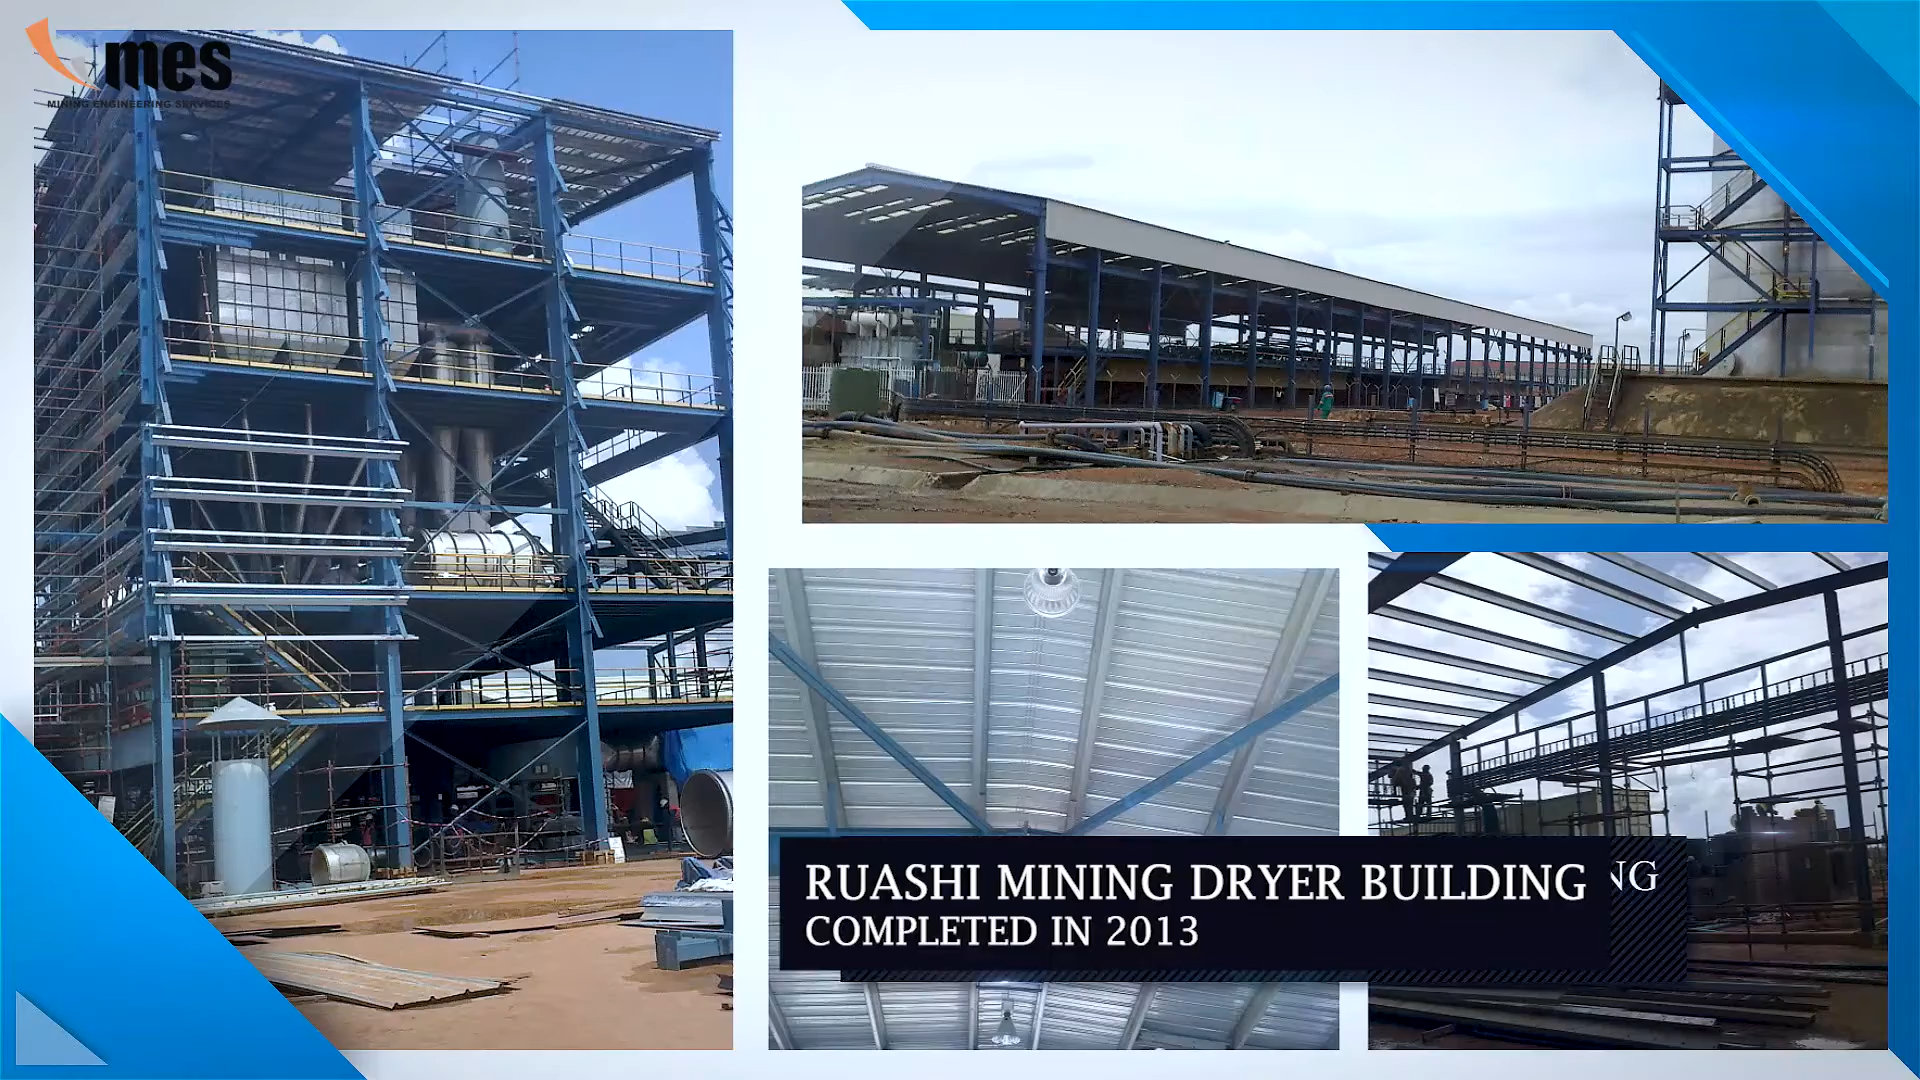 mes
MINING ENGINEERING SERVICES
RUASHI MINING DRYER BUILDING
COMPLETED IN 2013